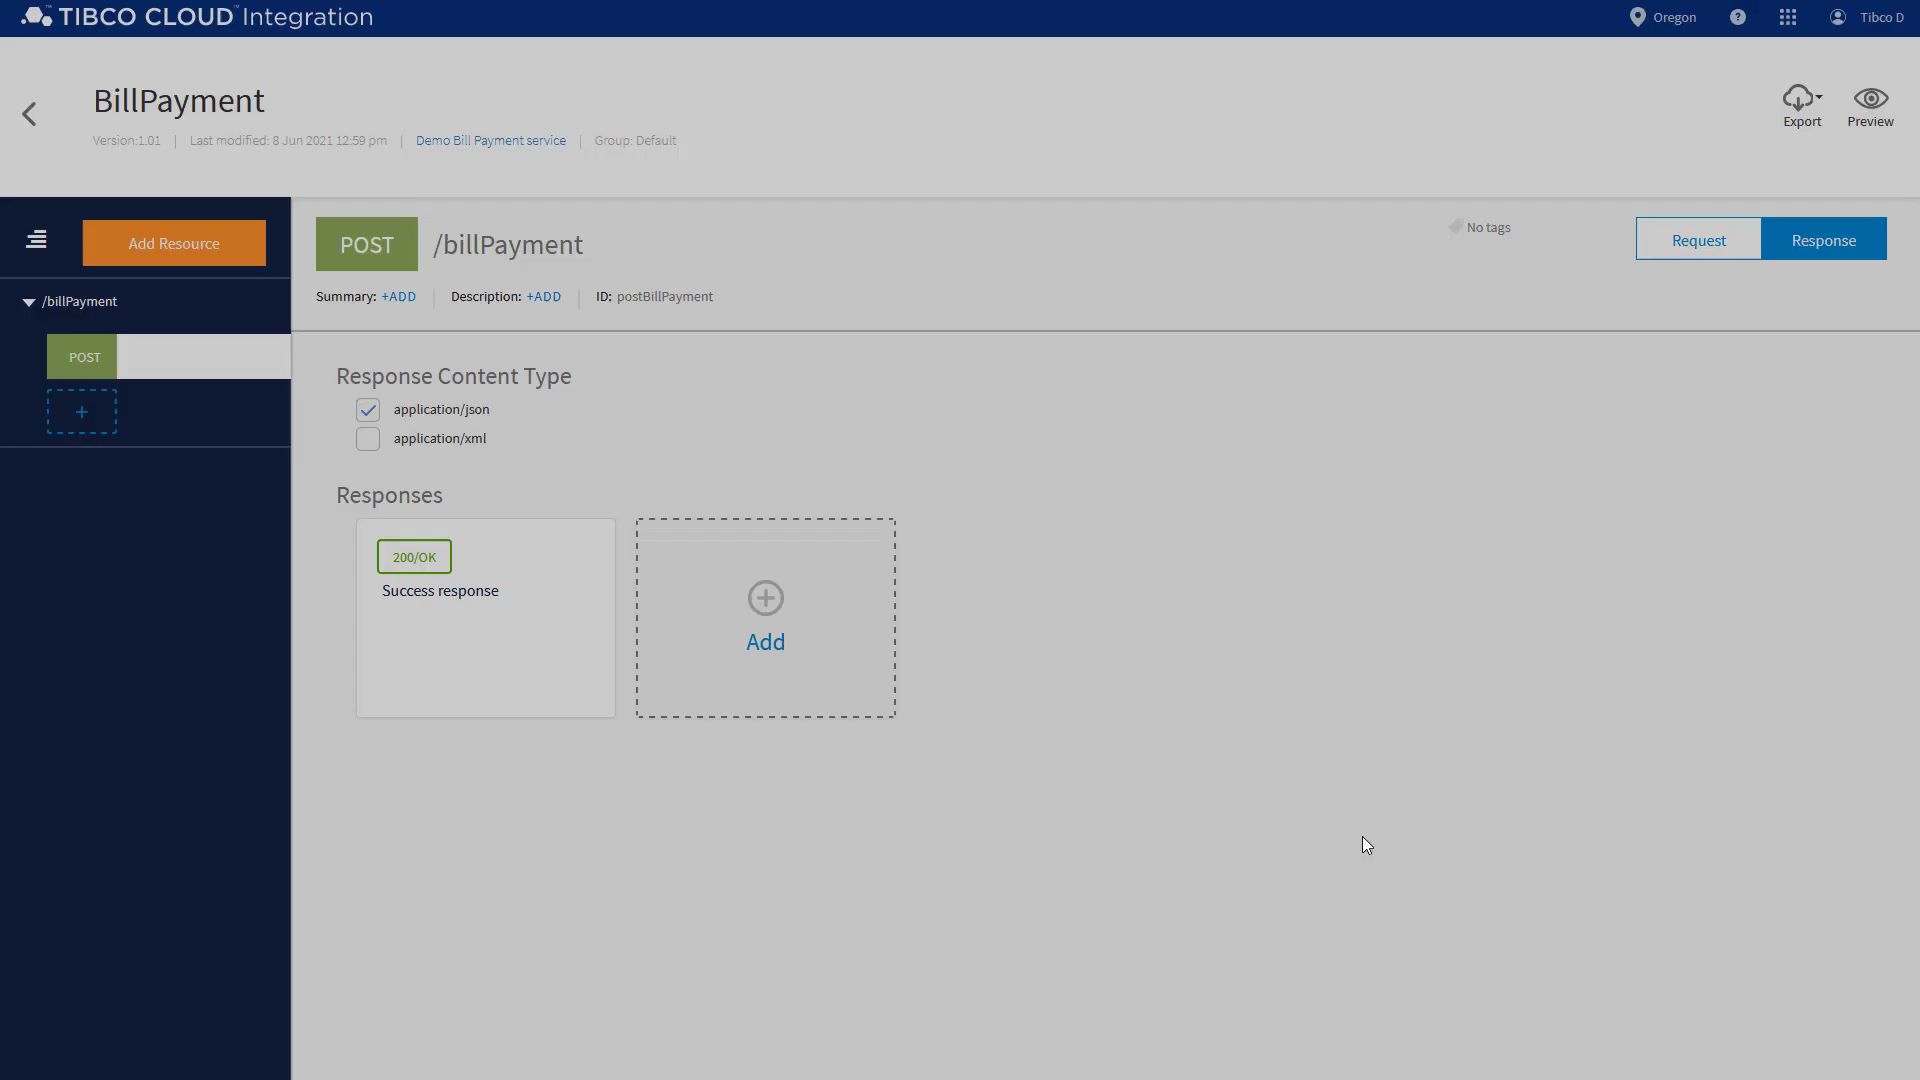 TIBCO CLOUD™ Integration
Oregon
?
Tibco D
BillPayment
Version:1.01 | Last modified: 8 Jun 2021 12:59 pm | Demo Bill Payment service | Group: Default
Export
Preview
Add Resource
/billPayment
POST
+
POST /billPayment
No tags
Request
Response
Summary: +ADD
Description: +ADD
ID: postBillPayment
Response Content Type
application/json
application/xml
Responses
200/OK
Success response
Add